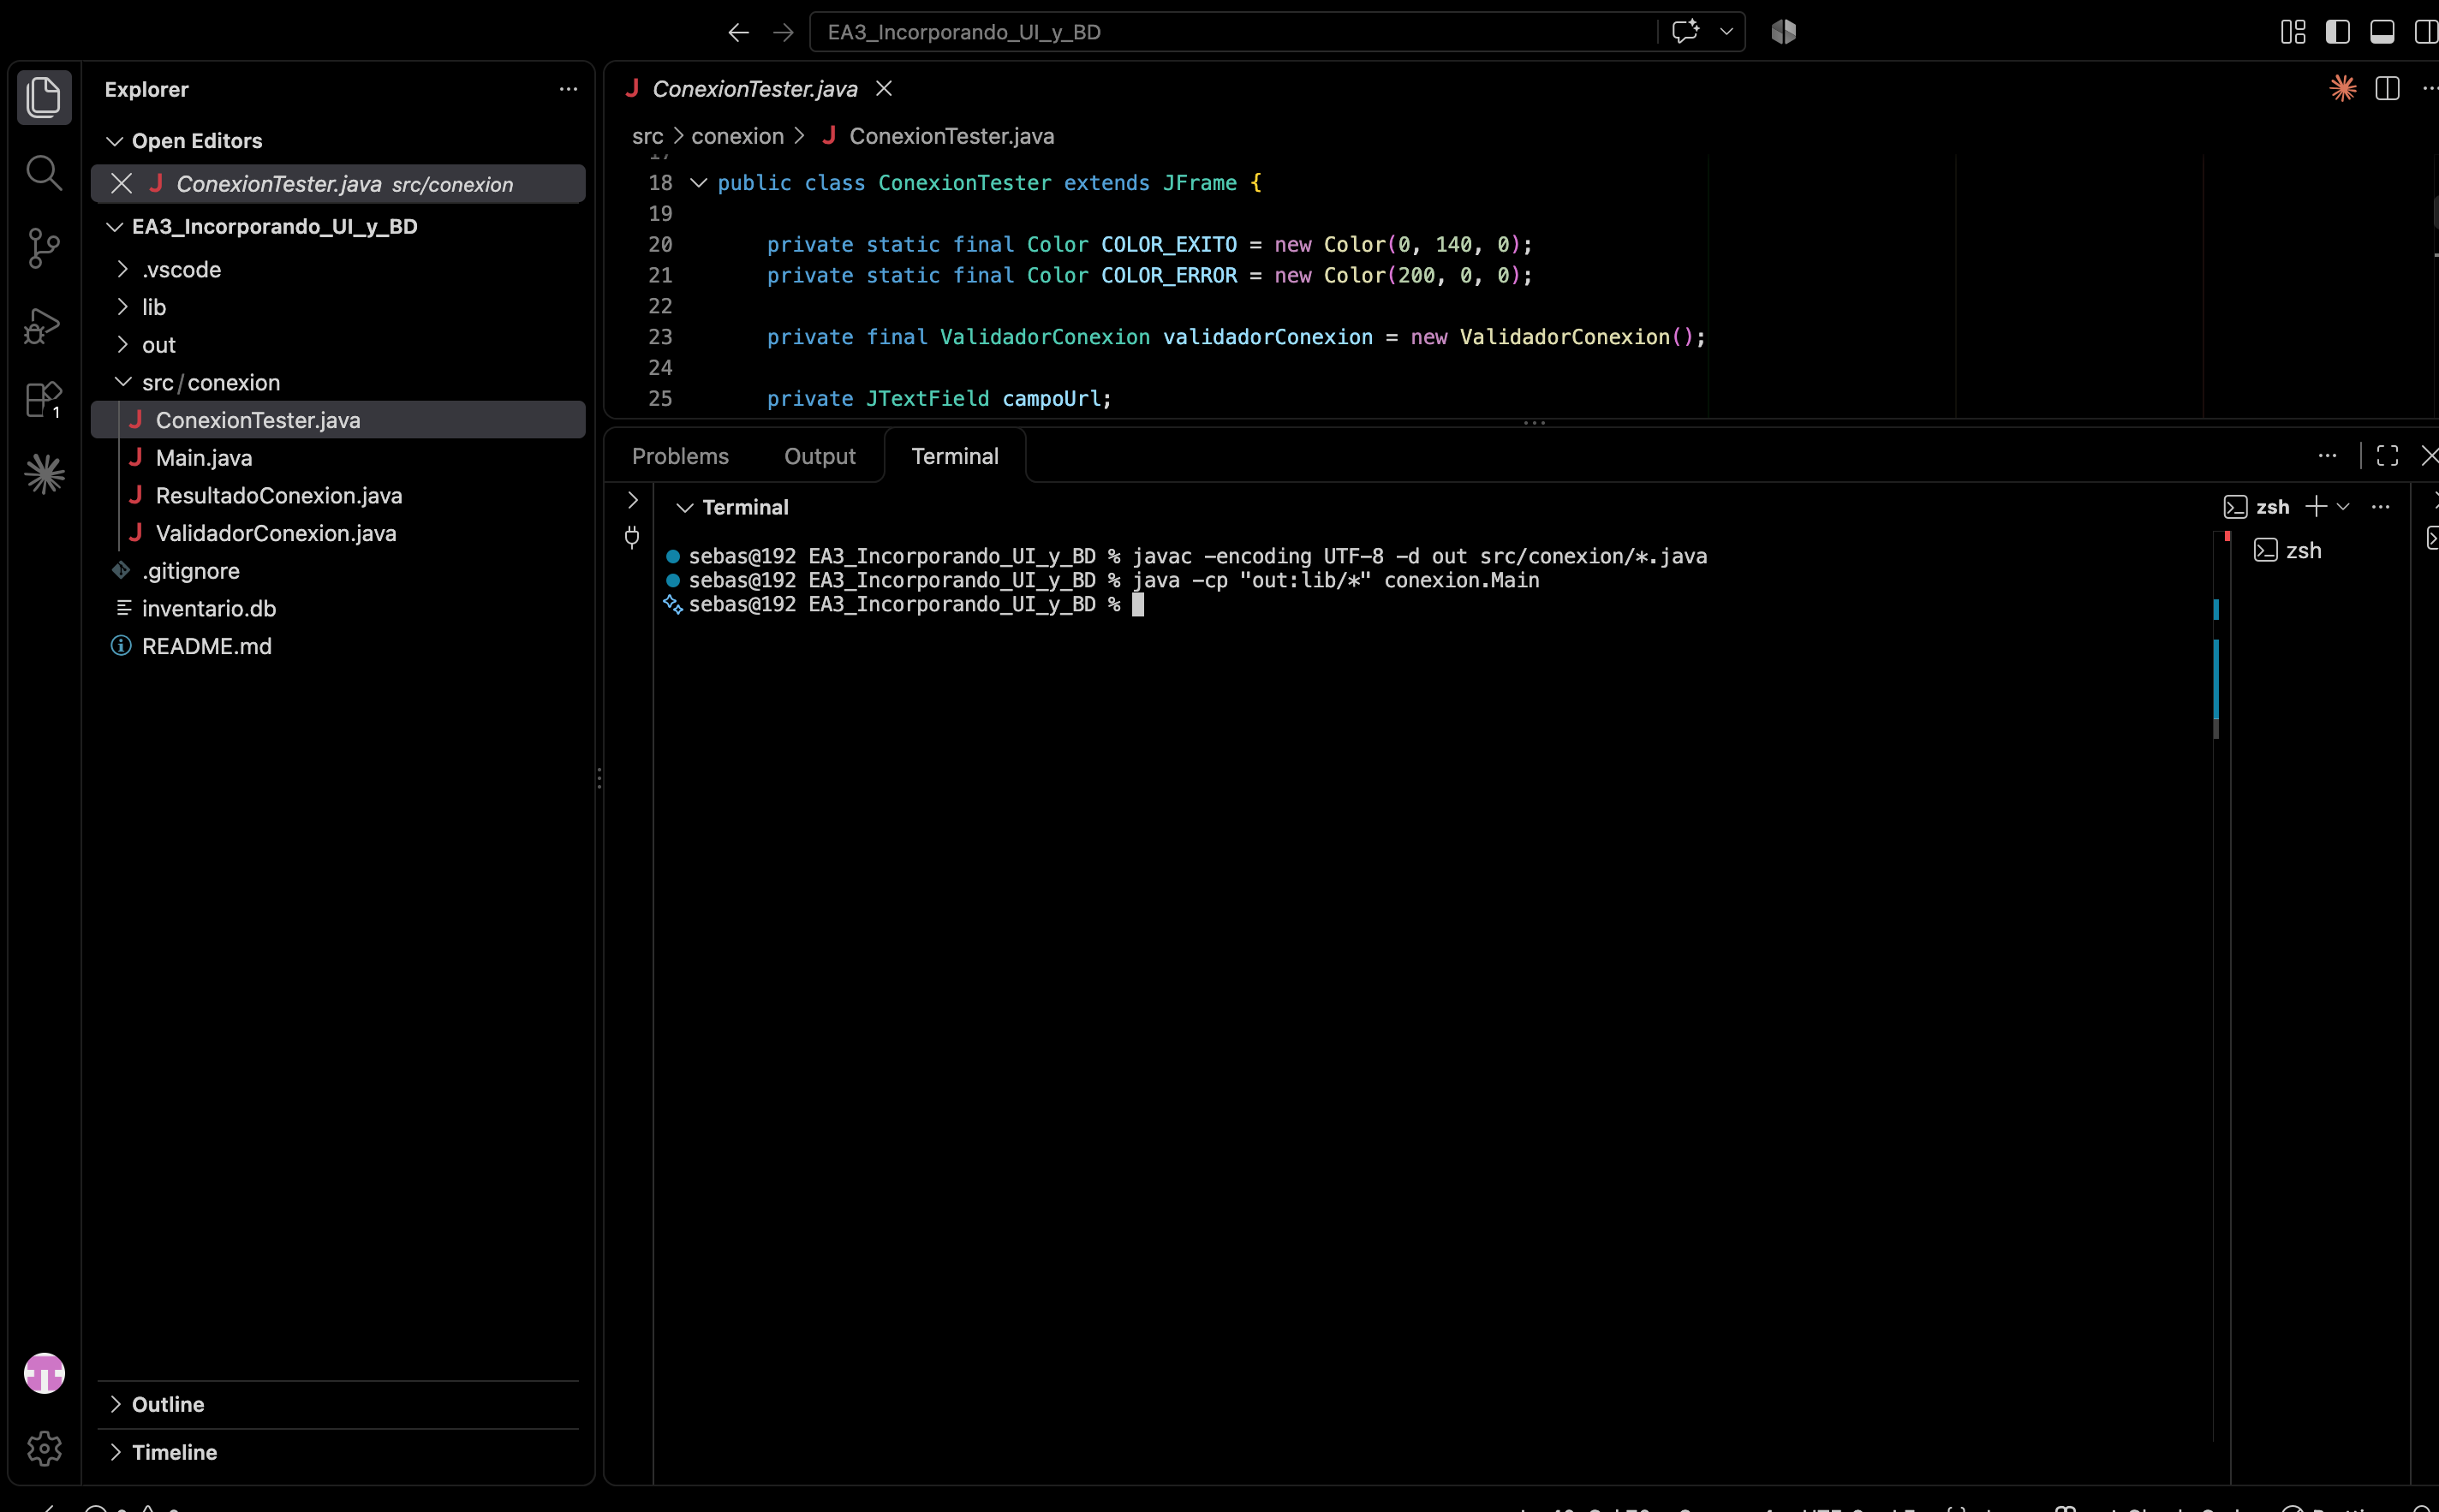 EA3_Incorporando_UI_y_BD
Explorer
Open Editors
ConexionTester.java src/conexion
EA3_Incorporando_UI_y_BD
.vscode
lib
out
src/conexion
ConexionTester.java
Main.java
ResultadoConexion.java
ValidadorConexion.java
.gitignore
inventario.db
README.md
1
Outline
Timeline
ConexionTester.java
src > conexion > ConexionTester.java
18 public class ConexionTester extends JFrame {
19
20 private static final Color COLOR_EXITO = new Color(0, 140, 0);
21 private static final Color COLOR_ERROR = new Color(200, 0, 0);
22
23 private final ValidadorConexion validadorConexion = new ValidadorConexion();
24
25 private JTextField campoUrl;
Problems Output Terminal
Terminal
zsh
sebas@192 EA3_Incorporando_UI_y_BD % javac -encoding UTF-8 -d out src/conexion/*.java
sebas@192 EA3_Incorporando_UI_y_BD % java -cp "out:lib/*" conexion.Main
sebas@192 EA3_Incorporando_UI_y_BD %
zsh